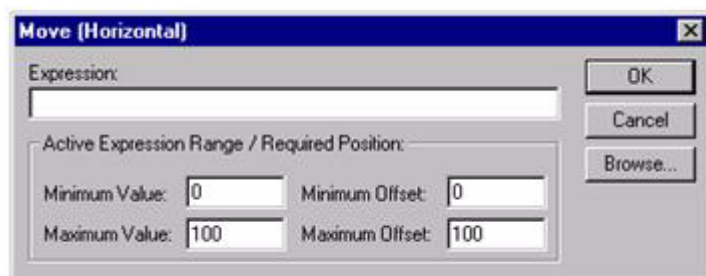 Move (Horizontal)
Expression:
OK
Cancel
Active Expression Range / Required Position:
Browse...
Minimum Value: 0 Minimum Offset: 0
Maximum Value: 100 Maximum Offset: 100